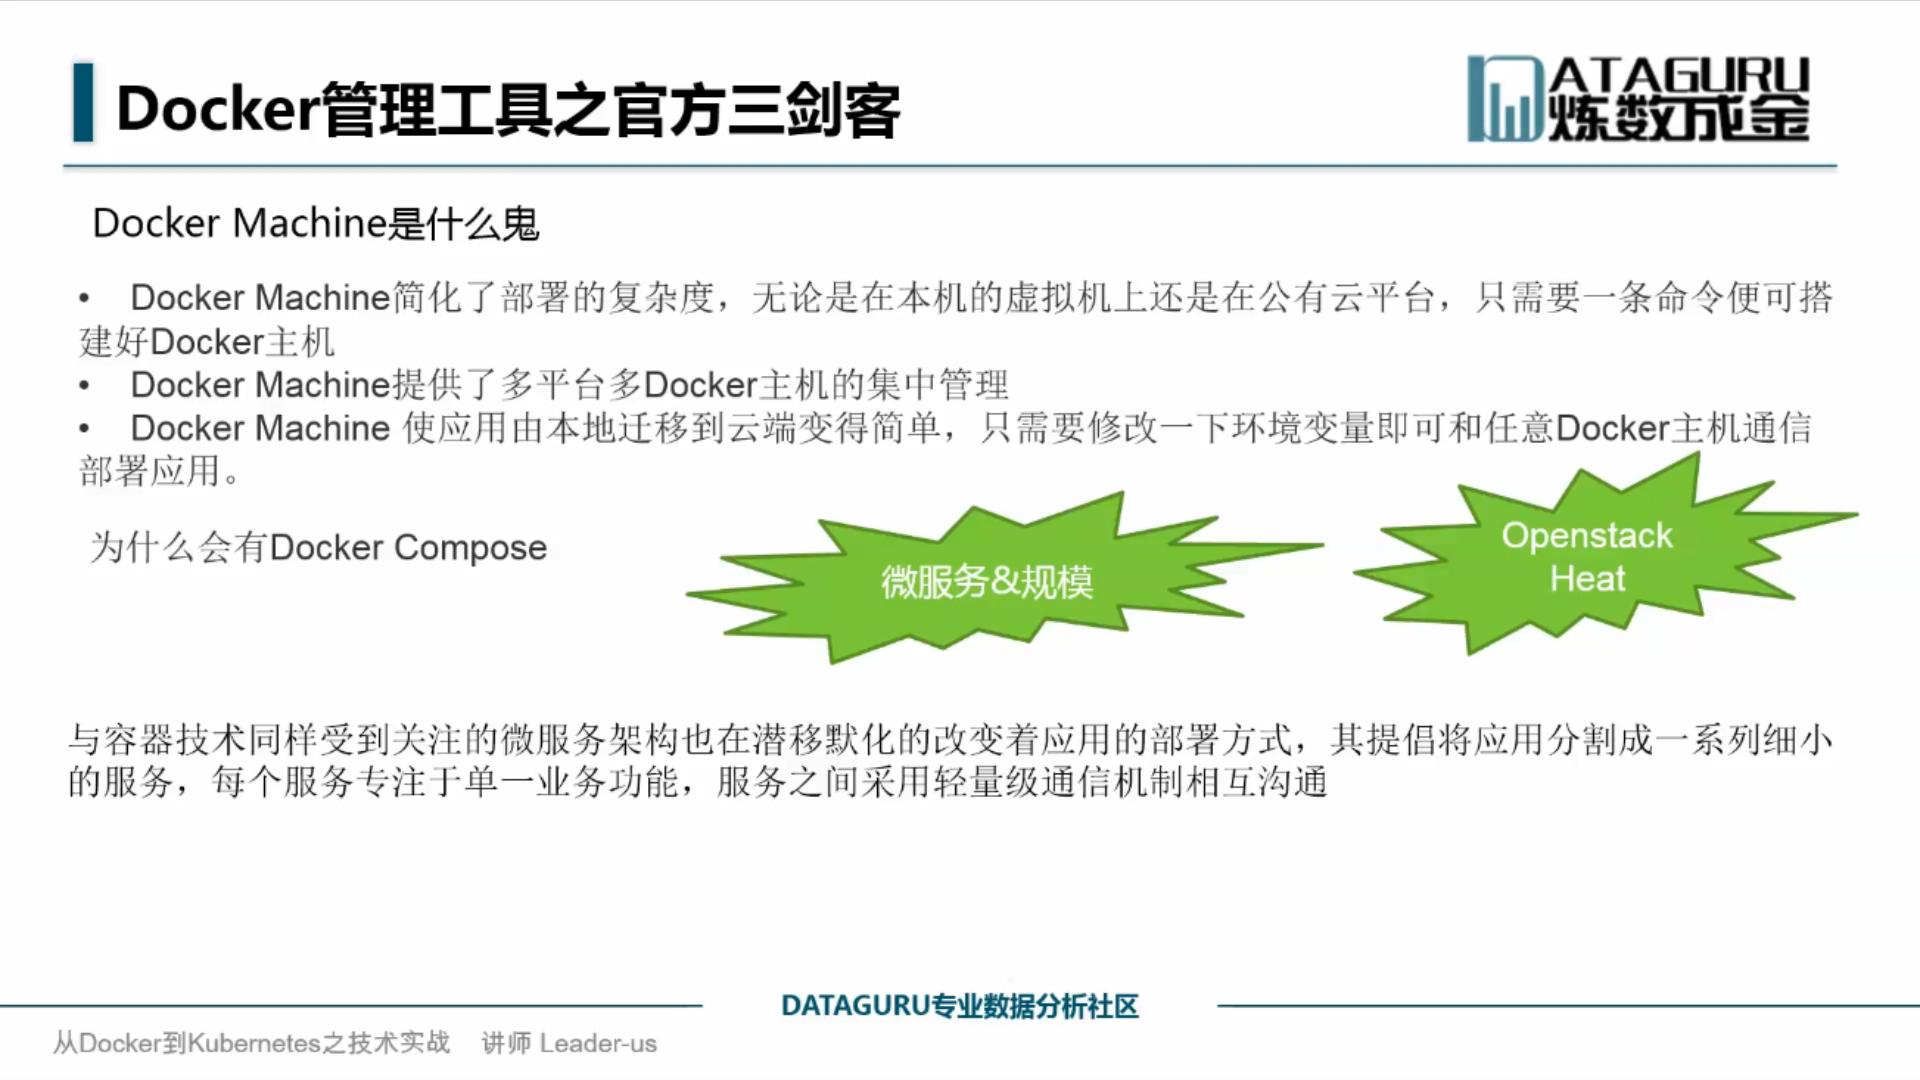 Docker管理工具之官方三剑客
DATAGURU
炼数成金
Docker Machine是什么鬼
• Docker Machine简化了部署的复杂度，无论是在本机的虚拟机上还是在公有云平台，只需要一条命令便可搭
建好Docker主机
• Docker Machine提供了多平台多Docker主机的集中管理
• Docker Machine 使应用由本地迁移到云端变得简单，只需要修改一下环境变量即可和任意Docker主机通信
部署应用。
为什么会有Docker Compose
微服务&规模
Openstack
Heat
与容器技术同样受到关注的微服务架构也在潜移默化的改变着应用的部署方式，其提倡将应用分割成一系列细小
的服务，每个服务专注于单一业务功能，服务之间采用轻量级通信机制相互沟通
DATAGURU专业数据分析社区
从Docker到Kubernetes之技术实战 讲师 Leader-us